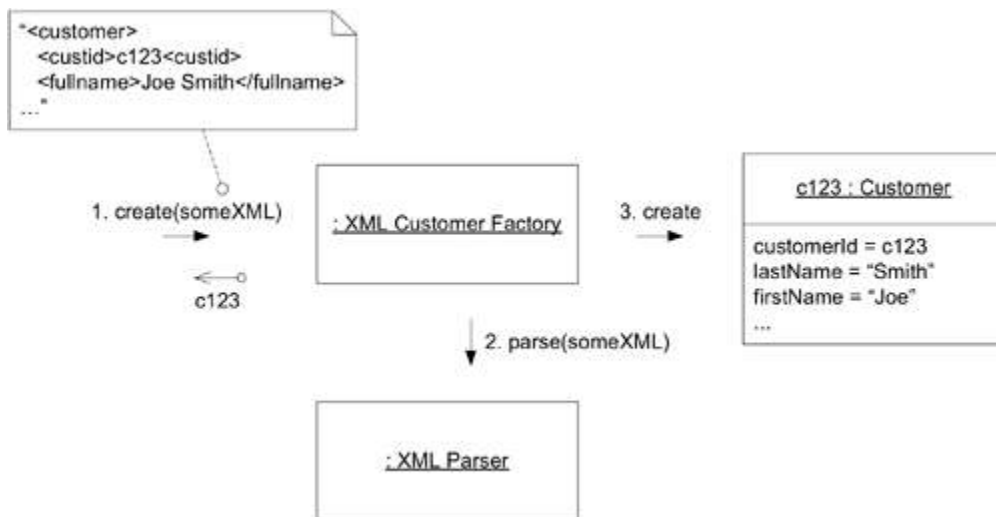 “<customer>
<custid>c123<custid>
<fullname>Joe Smith</fullname>
...”
1. create(someXML)
c123
: XML Customer Factory
3. create
c123 : Customer
customerId = c123
lastName = “Smith”
firstName = “Joe”
...
2. parse(someXML)
: XML Parser